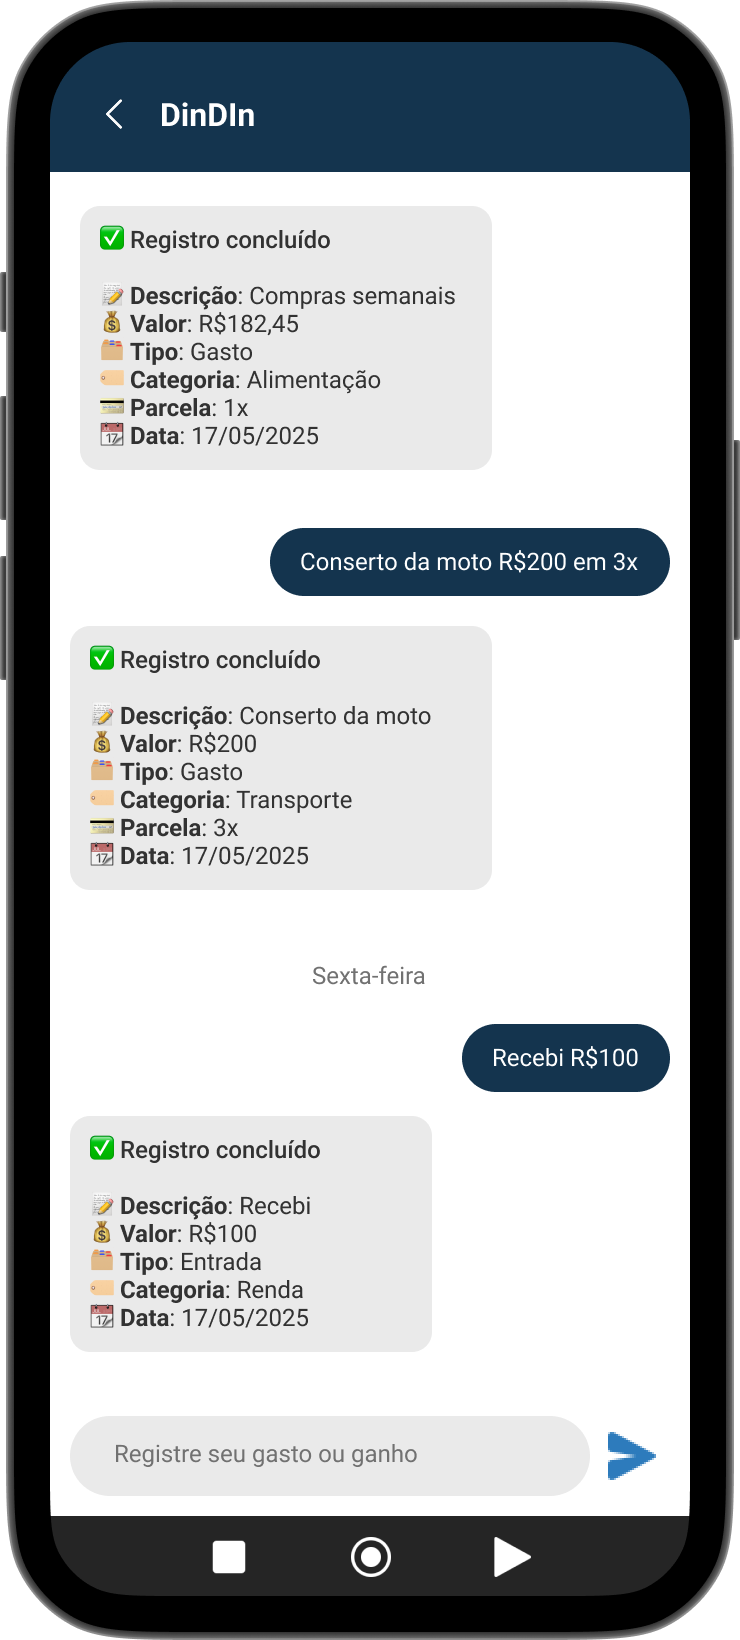 DinDIn
✅ Registro concluído
📝 Descrição: Compras semanais
💰 Valor: R$182,45
🗂️ Tipo: Gasto
🏷️ Categoria: Alimentação
💳 Parcela: 1x
📆 Data: 17/05/2025
Conserto da moto R$200 em 3x
✅ Registro concluído
📝 Descrição: Conserto da moto
💰 Valor: R$200
🗂️ Tipo: Gasto
🏷️ Categoria: Transporte
💳 Parcela: 3x
📆 Data: 17/05/2025
Sexta-feira
Recebi R$100
✅ Registro concluído
📝 Descrição: Recebi
💰 Valor: R$100
🗂️ Tipo: Entrada
🏷️ Categoria: Renda
📆 Data: 17/05/2025
Registre seu gasto ou ganho